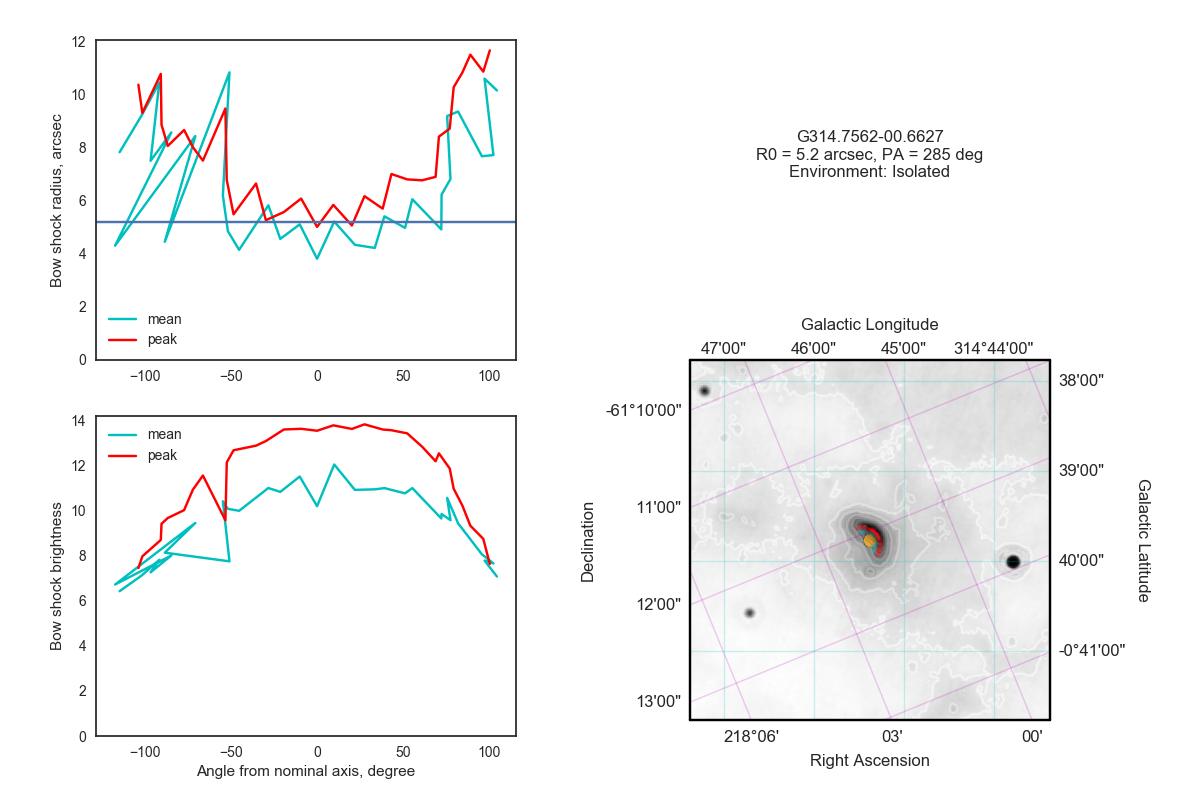 12
10
8
6
4
2
0
Bow shock radius, arcsec
mean
peak
−100
−50
0
50
100
14
12
10
8
6
4
2
0
Bow shock brightness
mean
peak
−100
−50
0
50
100
Angle from nominal axis, degree
G314.7562-00.6627
R0 = 5.2 arcsec, PA = 285 deg
Environment: Isolated
Galactic Longitude
47'00" 46'00" 45'00" 314°44'00"
-61°10'00"
11'00"
12'00"
13'00"
Declination
38'00"
39'00"
40'00"
-0°41'00"
Galactic Latitude
218°06' 03' 00'
Right Ascension